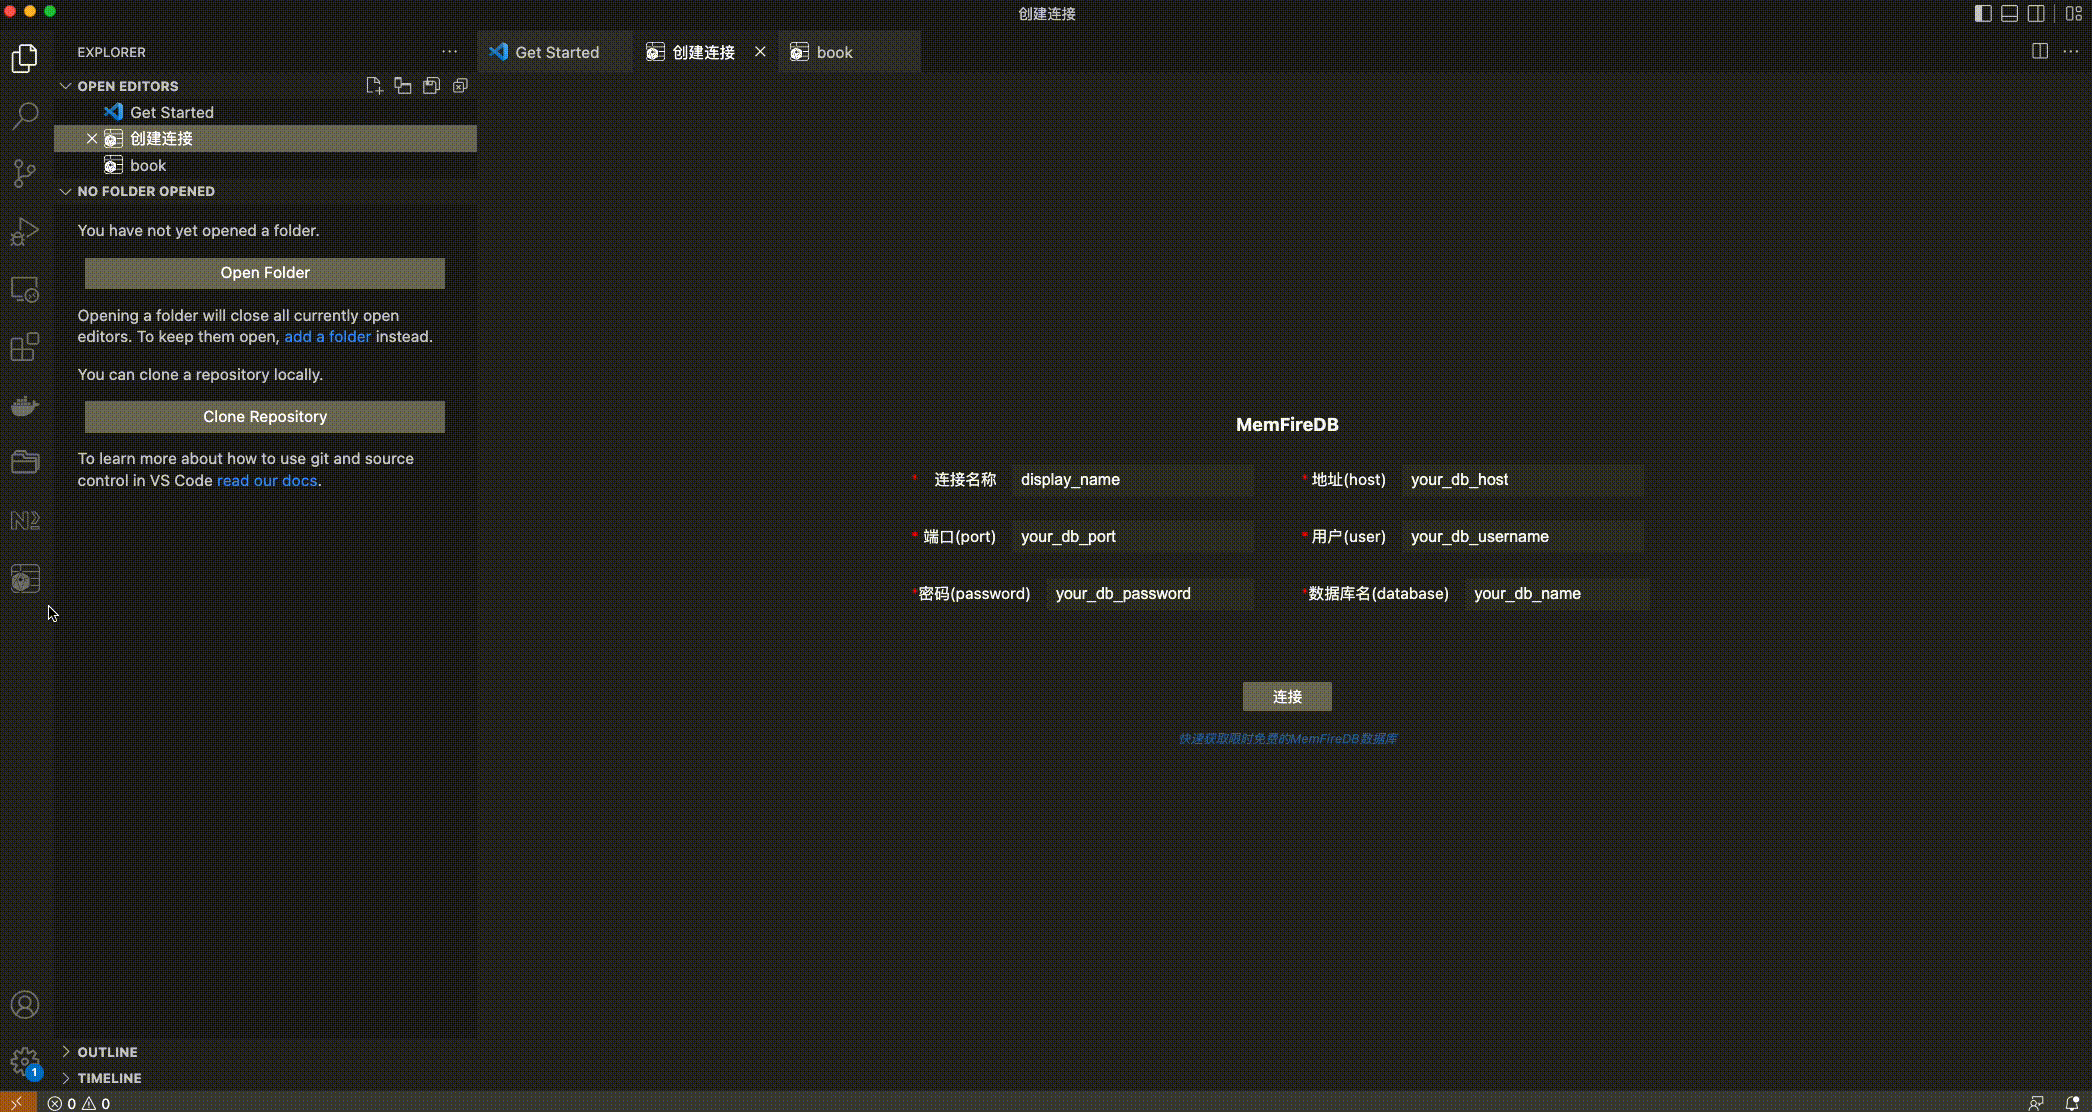 创建连接
EXPLORER
Get Started
创建连接
book
OPEN EDITORS
Get Started
创建连接
book
NO FOLDER OPENED
You have not yet opened a folder.
Open Folder
Opening a folder will close all currently open
editors. To keep them open, add a folder instead.
You can clone a repository locally.
Clone Repository
To learn more about how to use git and source
control in VS Code read our docs.
MemFireDB
* 连接名称 display_name * 地址(host) your_db_host
* 端口(port) your_db_port * 用户(user) your_db_username
*密码(password) your_db_password *数据库名(database) your_db_name
连接
快速获取限时免费的MemFireDB数据库
OUTLINE
1
TIMELINE
0 0